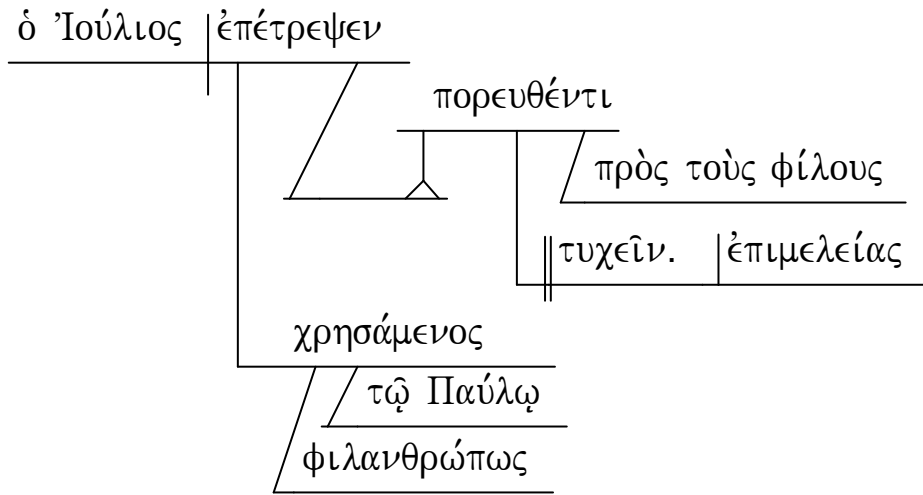 ὁ Ἰούλιος ἐπέτρεψεν
πορευθέντι
πρὸς τοὺς φίλους
τυχεῖν. ἐπιμελείας
χρησάμενος
τῷ Παύλῳ
φιλανθρώπως